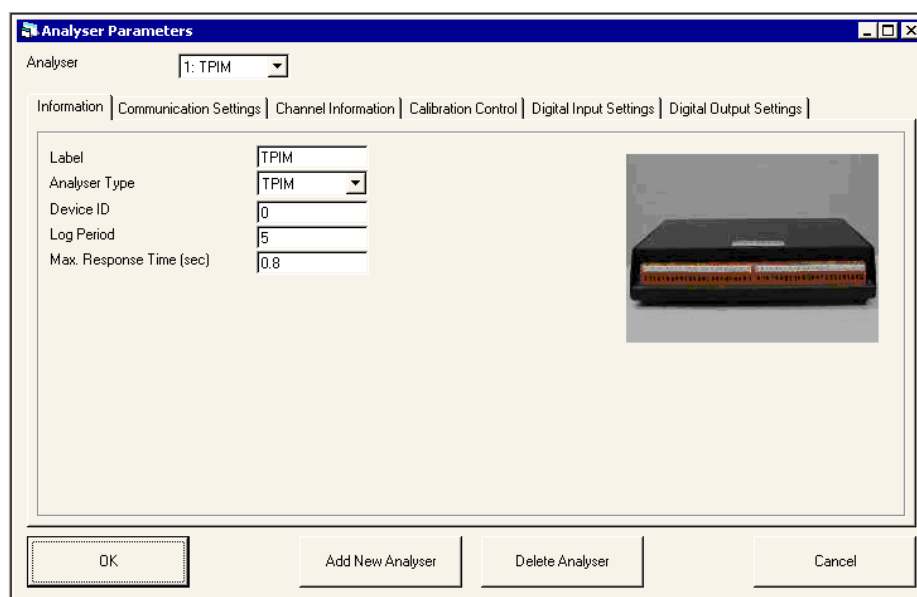 Analyser Parameters
Analyser 1: TPIM
Information Communication Settings Channel Information Calibration Control Digital Input Settings Digital Output Settings
Label TPIM
Analyser Type TPIM
Device ID 0
Log Period 5
Max. Response Time (sec) 0.8
OK Add New Analyser Delete Analyser Cancel